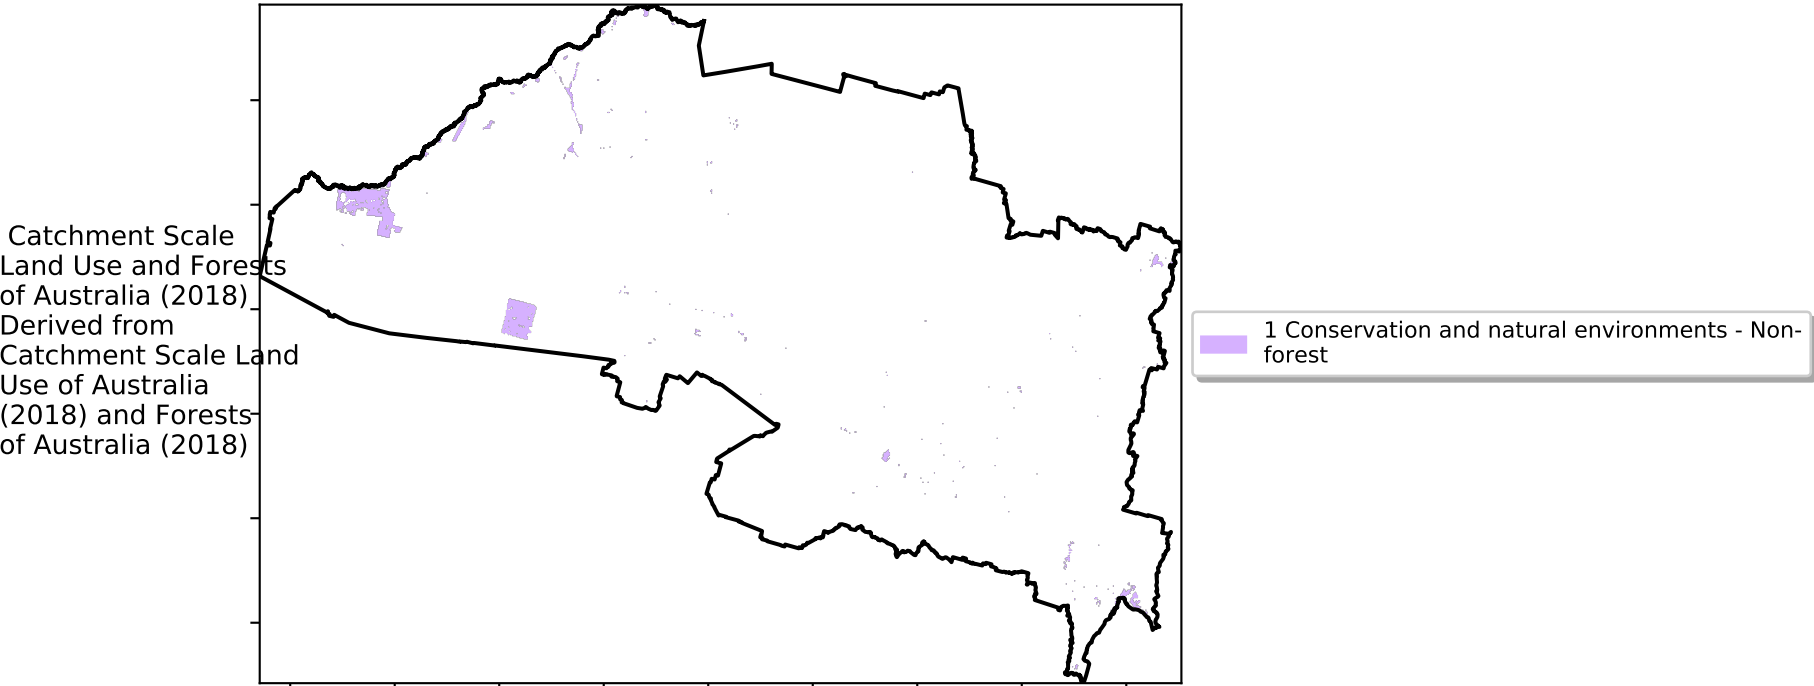 Catchment Scale
Land Use and Forests
of Australia (2018)
Derived from
Catchment Scale Land
Use of Australia
(2018) and Forests
of Australia (2018)
1 Conservation and natural environments - Non-
forest